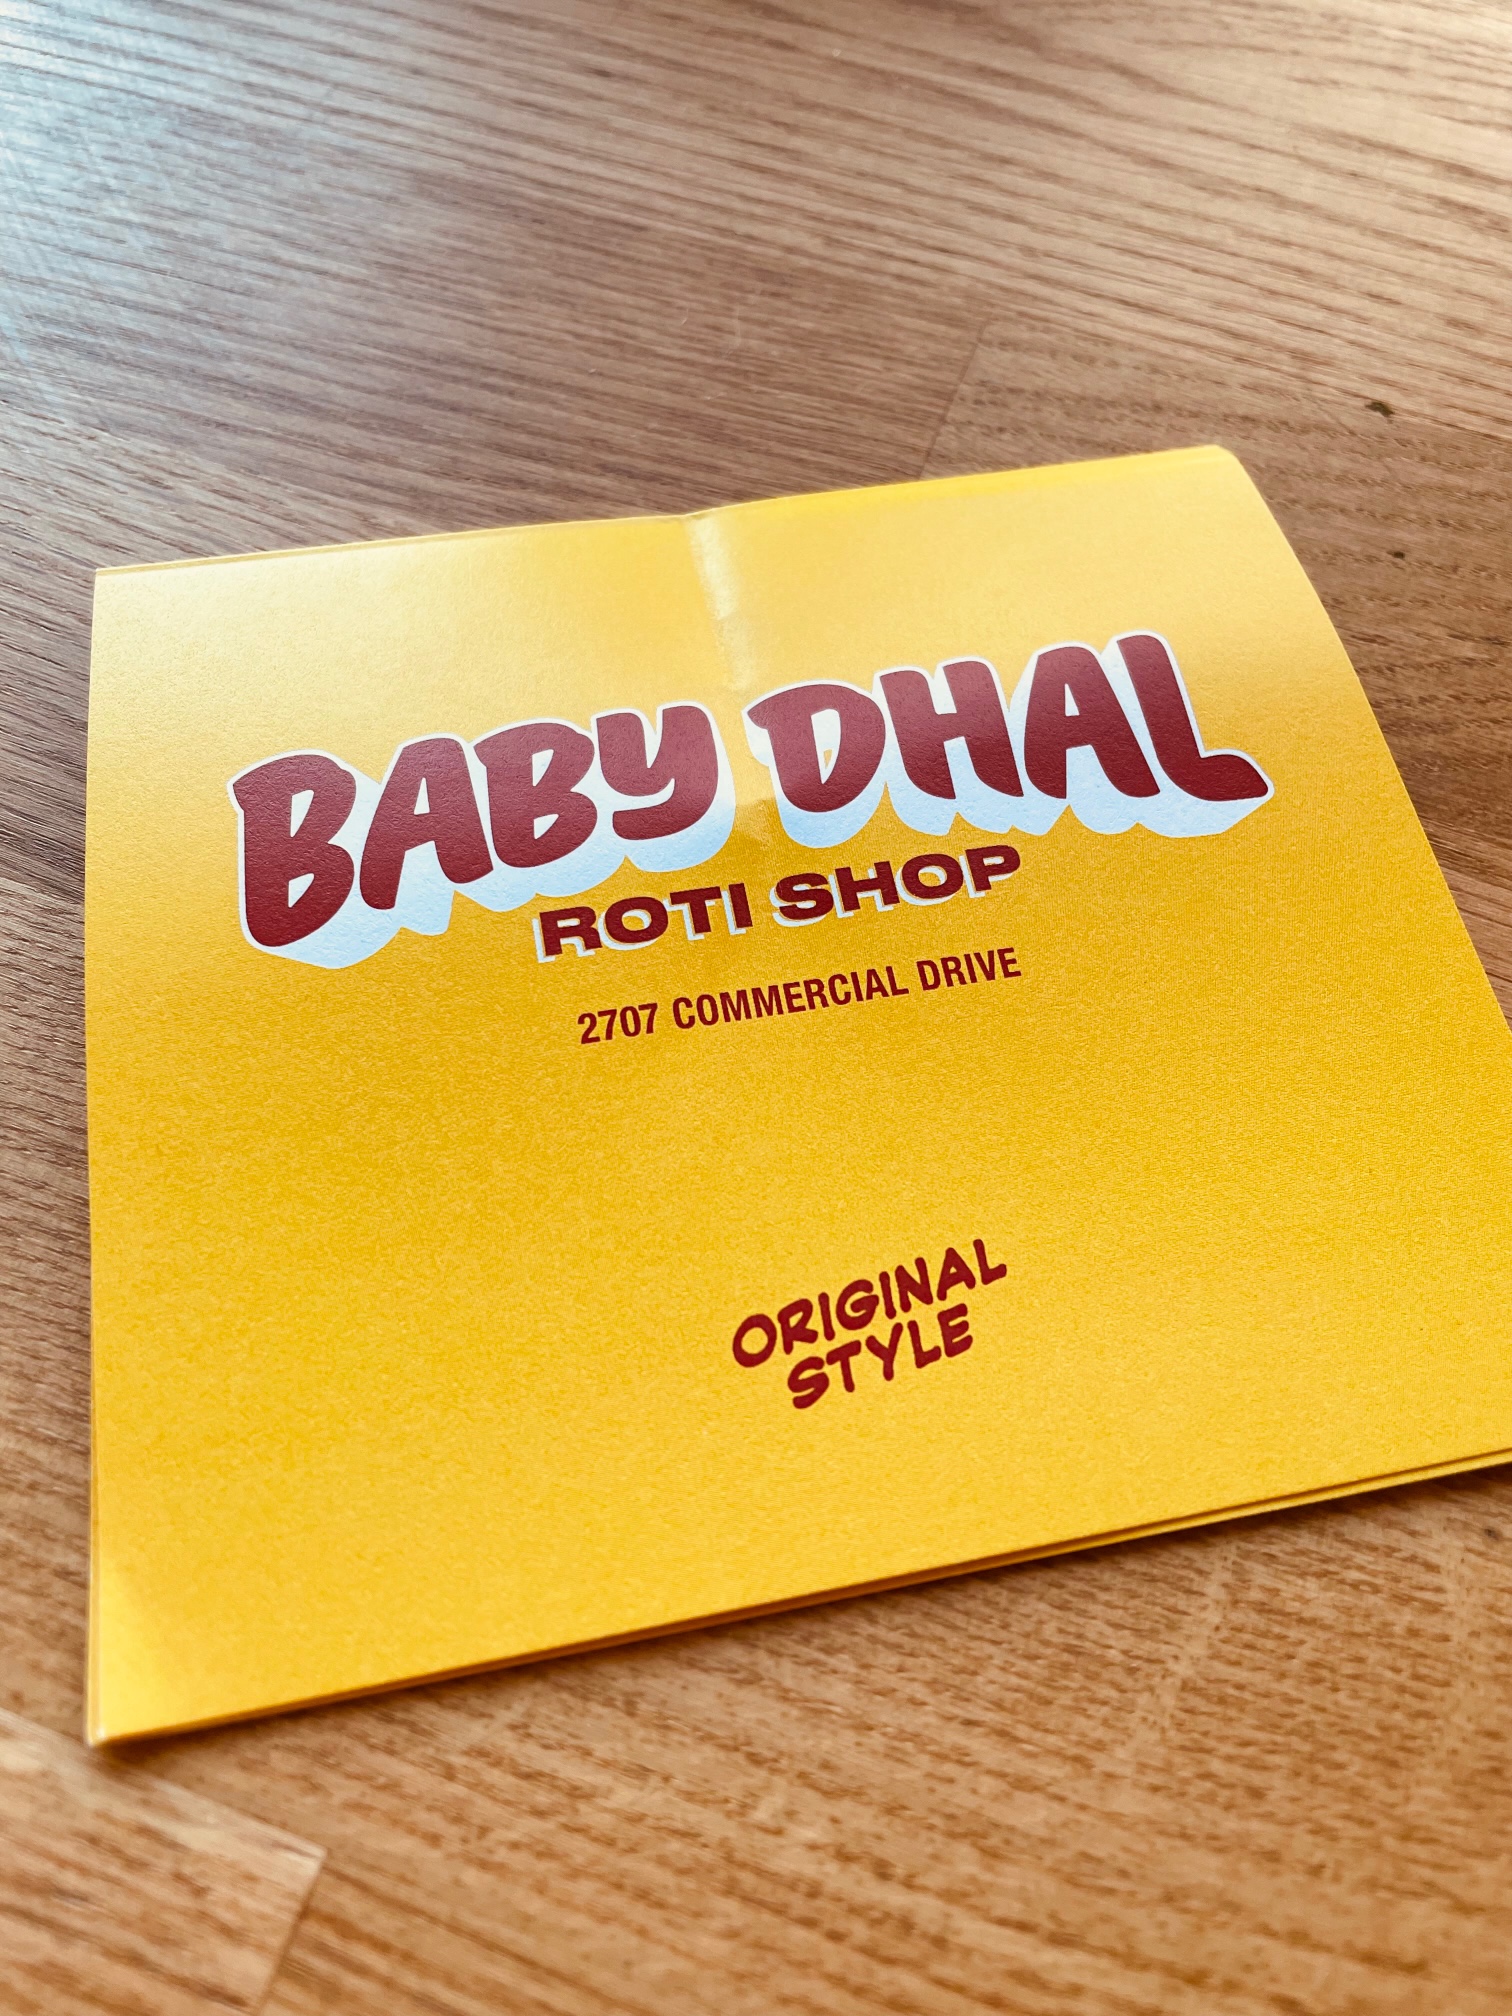 BABY DHAL
ROTI SHOP
2707 COMMERCIAL DRIVE
ORIGINAL
STYLE